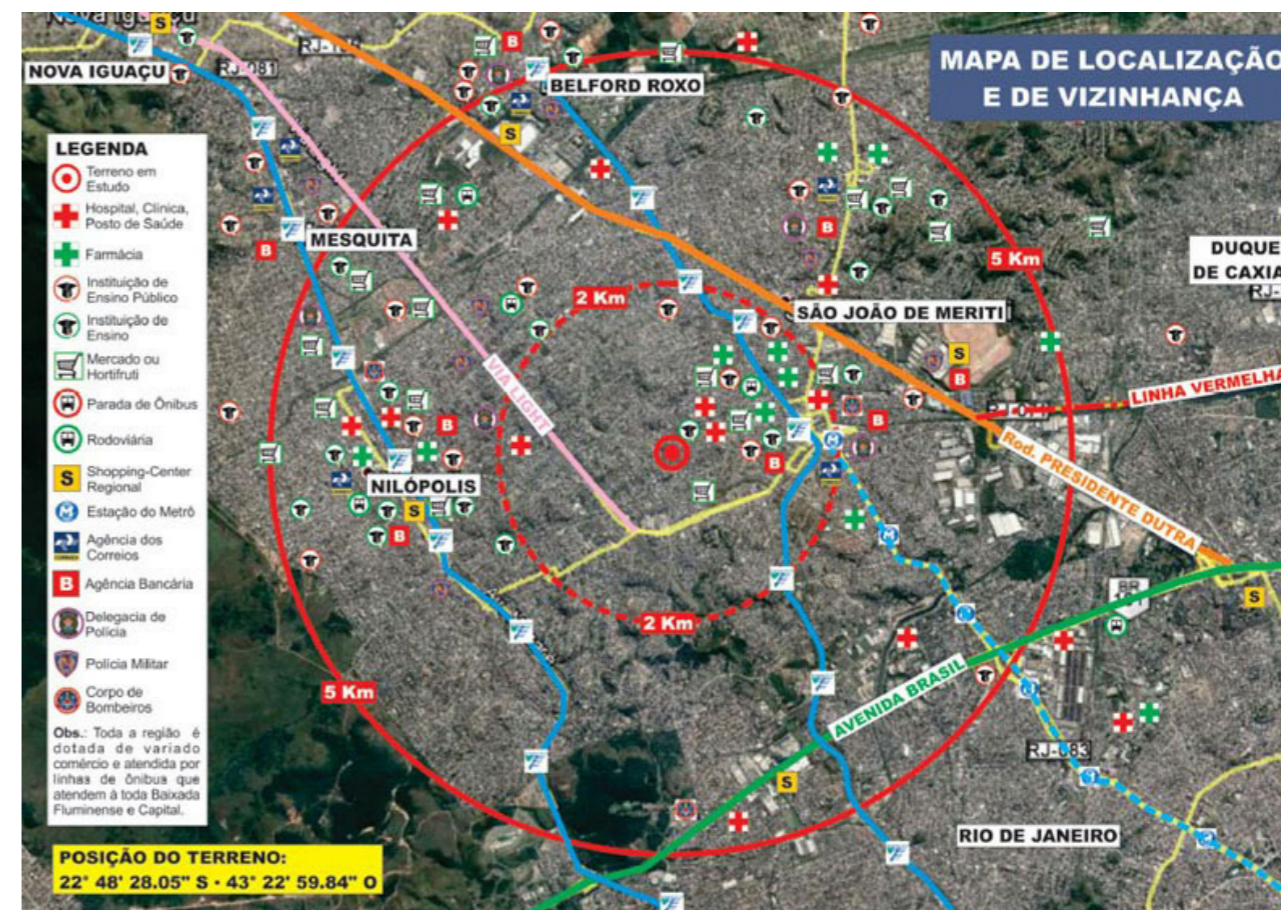 Nova Iguaçu
NOVA IGUAÇU
RJ-081
BELFORD ROXO
MAPA DE LOCALIZAÇÃO
E DE VIZINHANÇA
LEGENDA
Terreno em
Estudo
Hospital, Clínica,
Posto de Saúde
Farmácia
Instituição de
Ensino Público
Instituição de
Ensino
Mercado ou
Hortifruti
Parada de Ônibus
Rodoviária
S
Shopping-Center
Regional
M
Estação do Metrô
Agência dos
Correios
B
Agência Bancária
Delegacia de
Polícia
Polícia Militar
Corpo de
Bombeiros
Obs.: Toda a região é
dotada de variado
comércio e atendida por
linhas de ônibus que
atendem à toda Baixada
Fluminense e Capital.
MESQUITA
DUQUE
DE CAXIA
5 Km
2 Km
SÃO JOÃO DE MERITI
VIA LIGHT
LINHA VERMELHA
Rod. PRESIDENTE DUTRA
NILÓPOLIS
BR
2 Km
5 Km
AVENIDA BRASIL
RJ-083
RIO DE JANEIRO
POSIÇÃO DO TERRENO:
22° 48' 28.05" S · 43° 22' 59.84" O